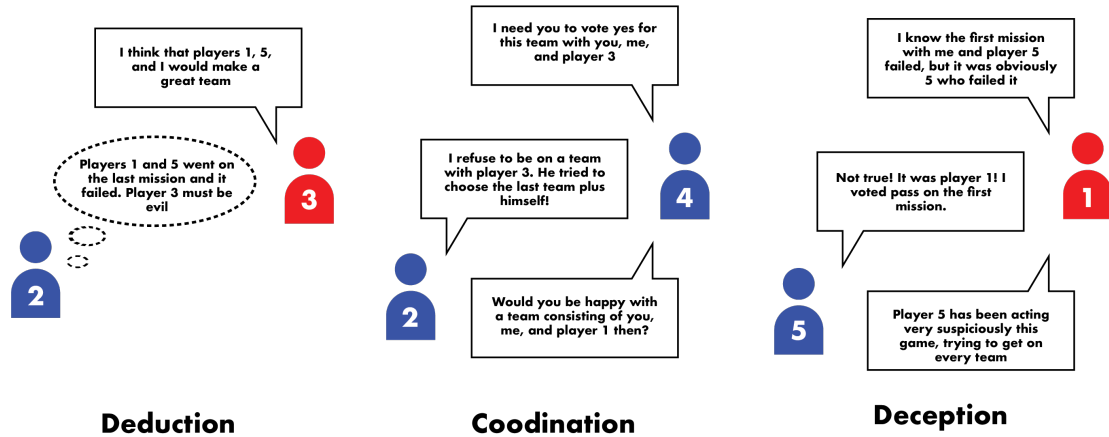 I think that players 1, 5,
and I would make a
great team
Players 1 and 5 went on
the last mission and it
failed. Player 3 must be
evil
3
2
Deduction
I need you to vote yes for
this team with you, me,
and player 3
I refuse to be on a team
with player 3. He tried to
choose the last team plus
himself!
4
2
Would you be happy with
a team consisting of you,
me, and player 1 then?
Coodination
I know the first mission
with me and player 5
failed, but it was obviously
5 who failed it
Not true! It was player 1! I
voted pass on the first
mission.
1
5
Player 5 has been acting
very suspiciously this
game, trying to get on
every team
Deception